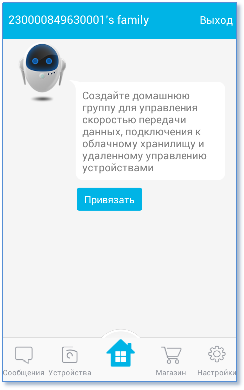 230000849630001's family
Выход
Создайте домашнюю
группу для управления
скоростью передачи
данных, подключения к
облачному хранилищу и
удаленному управлению
устройствами
Привязать
Сообщения
Устройства
Магазин
Настройки